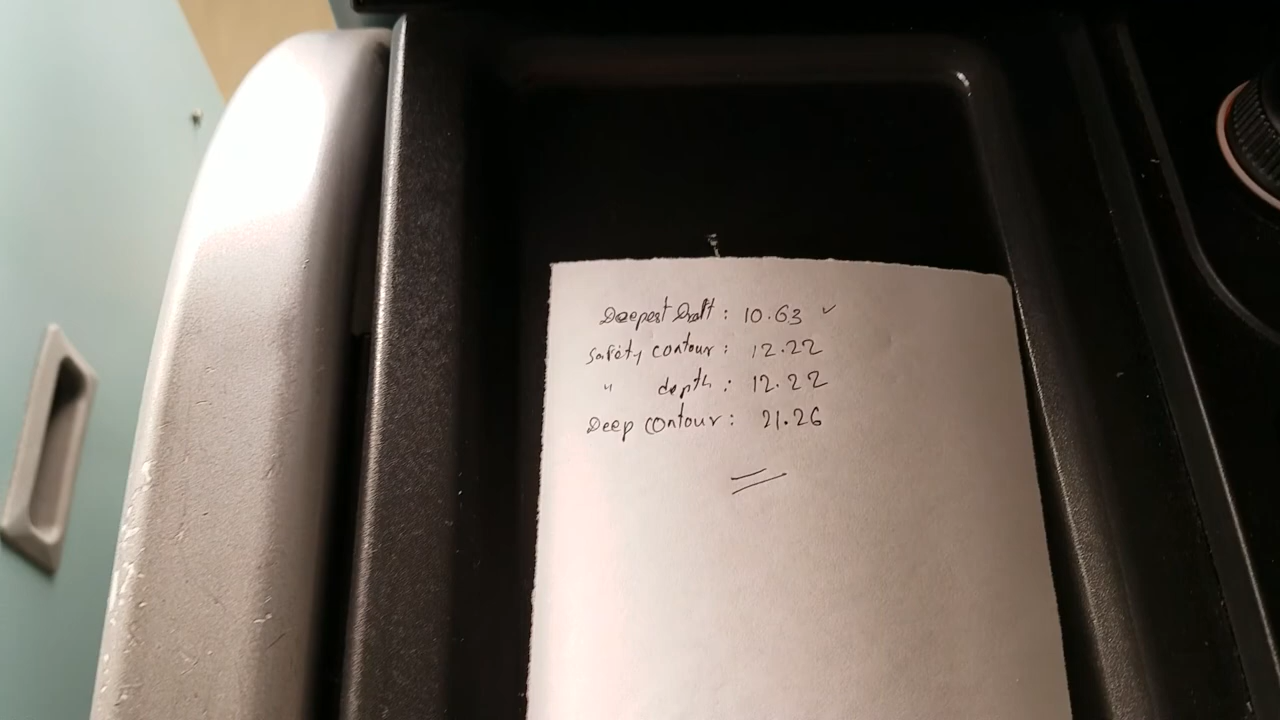 Deepest Draft : 10.63 ✓
Safety contour : 12.22
" depth : 12.22
Deep contour : 21.26